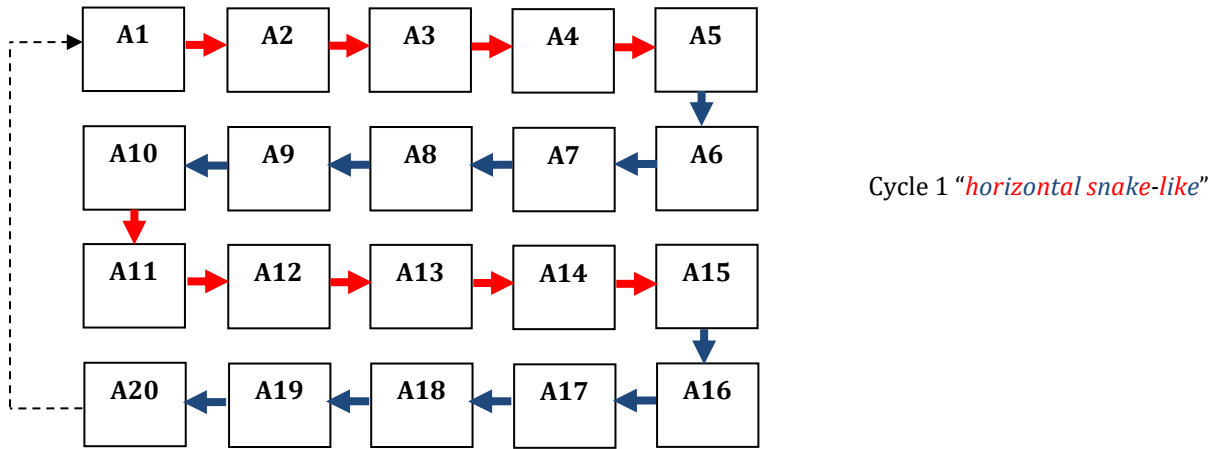 A1 A2 A3 A4 A5
A10 A9 A8 A7 A6
Cycle 1 “horizontal snake-like”
A11 A12 A13 A14 A15
A20 A19 A18 A17 A16